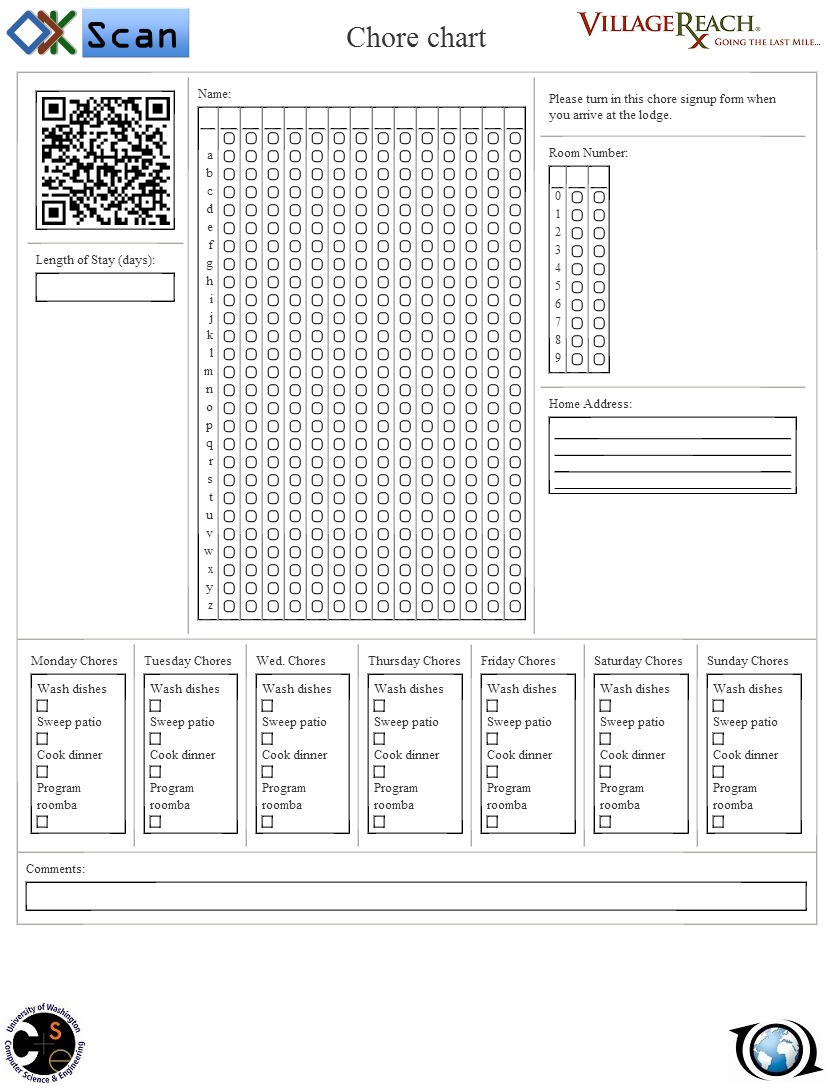 Scan
Chore chart
VILLAGEREACH®
GOING THE LAST MILE...
Name:
a
b
c
d
e
f
g
h
i
j
k
l
m
n
o
p
q
r
s
t
u
v
w
x
y
z
Please turn in this chore signup form when
you arrive at the lodge.
Room Number:
0
1
2
3
4
5
6
7
8
9
Length of Stay (days):
Home Address:
Monday Chores
Wash dishes
Sweep patio
Cook dinner
Program
roomba
Tuesday Chores
Wash dishes
Sweep patio
Cook dinner
Program
roomba
Wed. Chores
Wash dishes
Sweep patio
Cook dinner
Program
roomba
Thursday Chores
Wash dishes
Sweep patio
Cook dinner
Program
roomba
Friday Chores
Wash dishes
Sweep patio
Cook dinner
Program
roomba
Saturday Chores
Wash dishes
Sweep patio
Cook dinner
Program
roomba
Sunday Chores
Wash dishes
Sweep patio
Cook dinner
Program
roomba
Comments:
University of Washington
Computer Science & Engineering
CSe